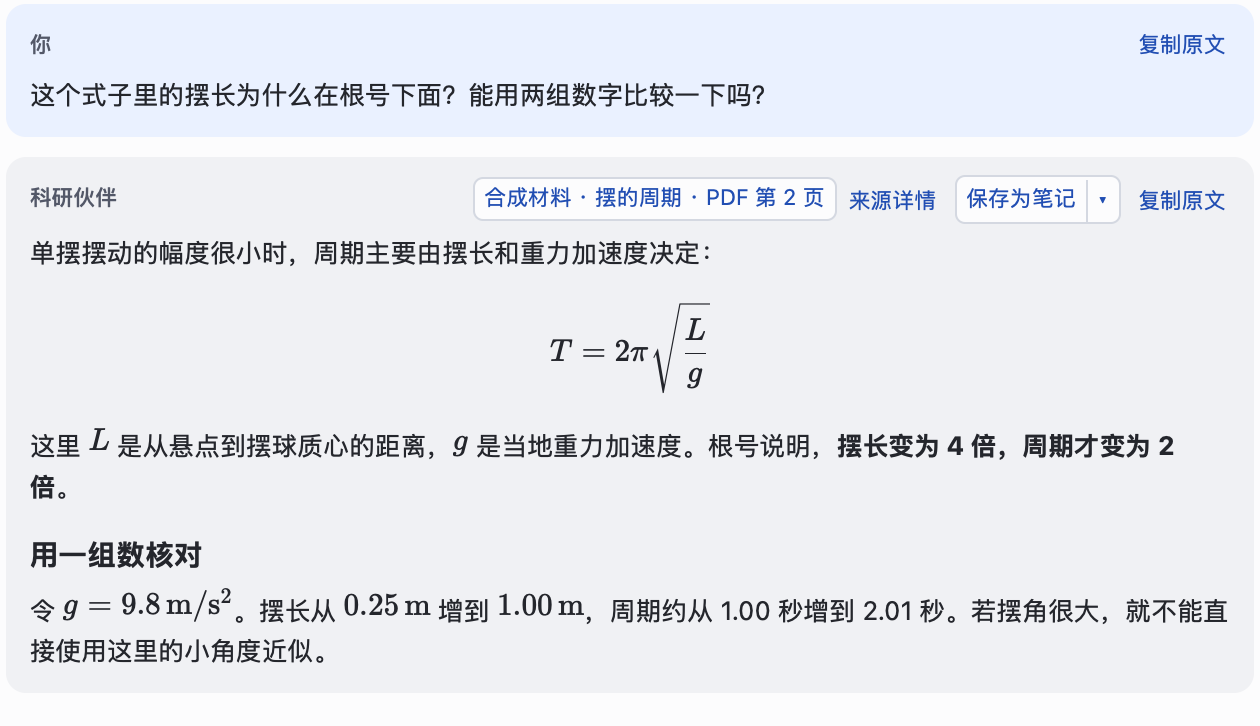 你
复制原文
这个式子里的摆长为什么在根号下面？能用两组数字比较一下吗？
科研伙伴
合成材料 · 摆的周期 · PDF 第 2 页
来源详情
保存为笔记
▾
复制原文
单摆摆动的幅度很小时，周期主要由摆长和重力加速度决定：
T = 2π√(L/g)
这里 L 是从悬点到摆球质心的距离，g 是当地重力加速度。根号说明，摆长变为 4 倍，周期才变为 2
倍。
用一组数核对
令 g = 9.8 m/s²。摆长从 0.25 m 增到 1.00 m，周期约从 1.00 秒增到 2.01 秒。若摆角很大，就不能直
接使用这里的小角度近似。